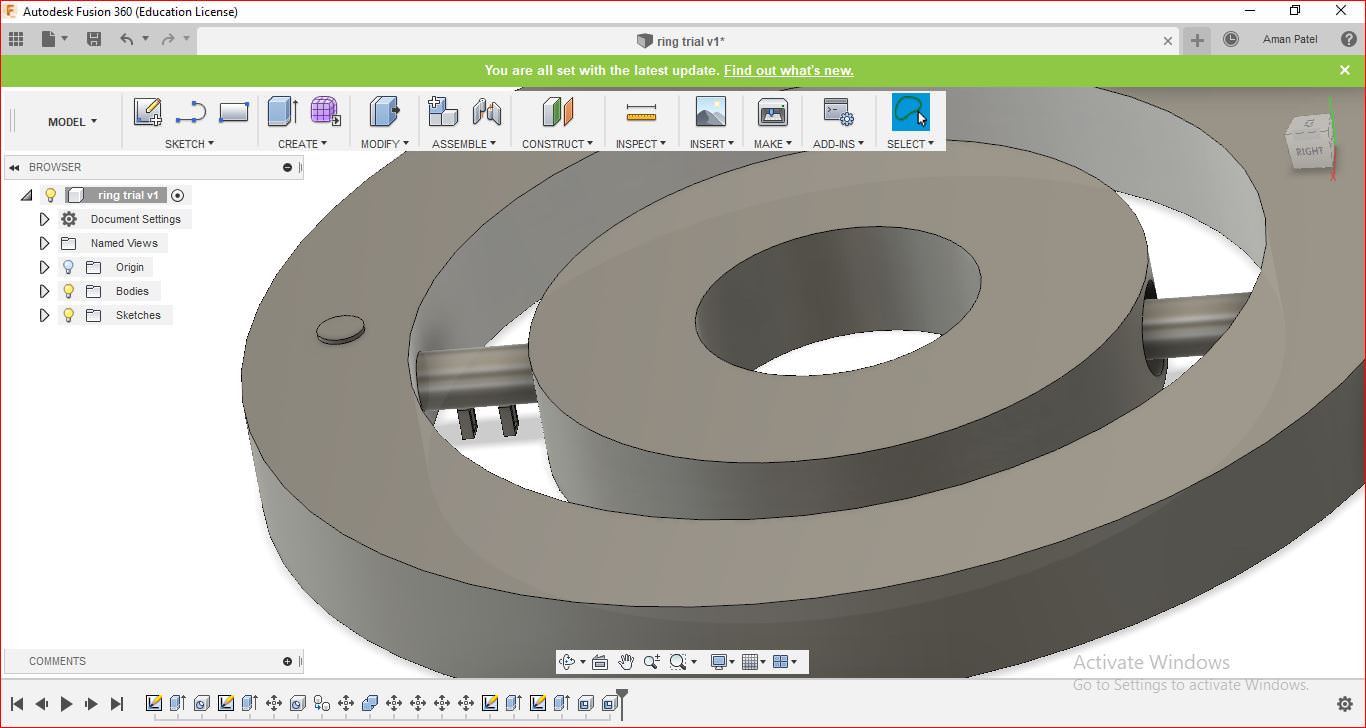 Autodesk Fusion 360 (Education License)
ring trial v1*
Aman Patel
You are all set with the latest update. Find out what's new.
MODEL
SKETCH
CREATE
MODIFY
ASSEMBLE
CONSTRUCT
INSPECT
INSERT
MAKE
ADD-INS
SELECT
RIGHT
BROWSER
ring trial v1
Document Settings
Named Views
Origin
Bodies
Sketches
COMMENTS
Activate Windows
Go to Settings to activate Windows.